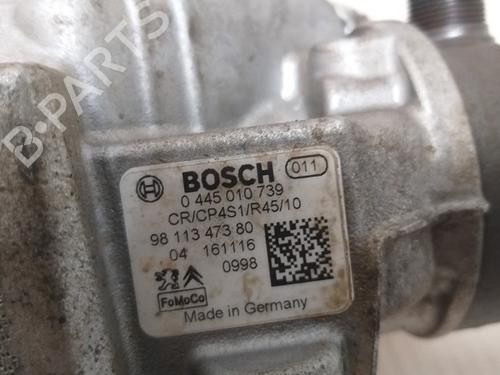 B-PARTS
BOSCH 011
0 445 010 739
CR/CP4S1/R45/10
98 113 473 80
04 161116
0998
FoMoCo
Made in Germany